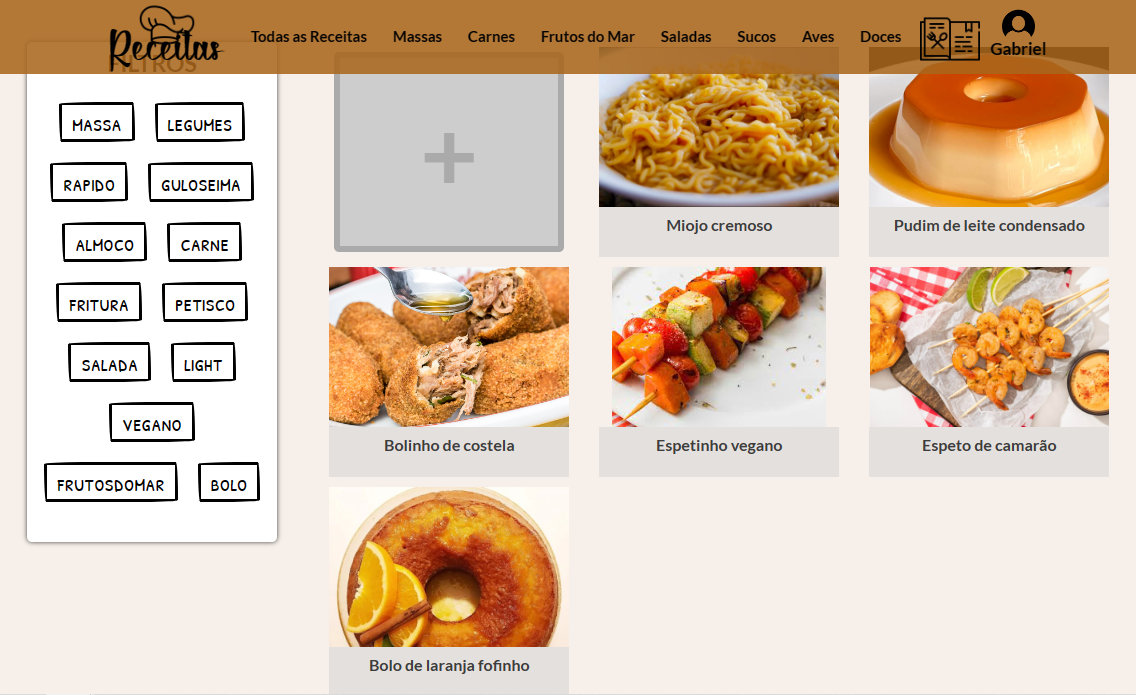 Receitas
Todas as Receitas Massas Carnes Frutos do Mar Saladas Sucos Aves Doces
Gabriel
FILTROS
MASSA LEGUMES
RAPIDO GULOSEIMA
ALMOCO CARNE
FRITURA PETISCO
SALADA LIGHT
VEGANO
FRUTOSDOMAR BOLO
Miojo cremoso Pudim de leite condensado
Bolinho de costela Espetinho vegano Espeto de camarão
Bolo de laranja fofinho